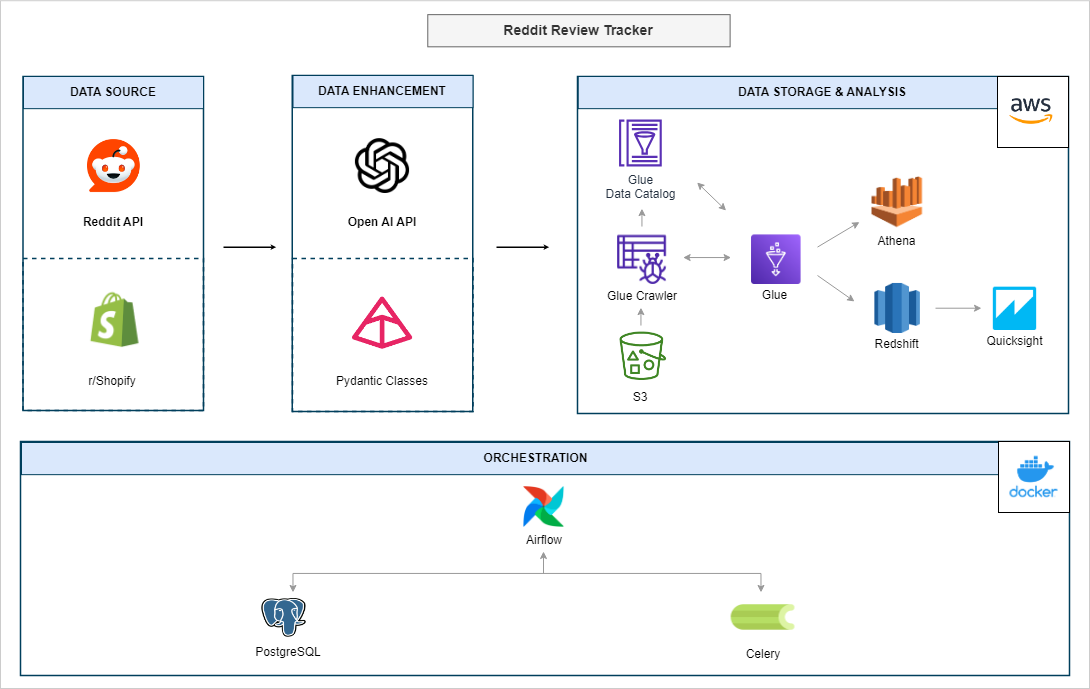 Reddit Review Tracker
DATA SOURCE
Reddit API
r/Shopify
DATA ENHANCEMENT
Open AI API
Pydantic Classes
DATA STORAGE & ANALYSIS
aws
Glue
Data Catalog
Glue Crawler
S3
Glue
Athena
Redshift
Quicksight
ORCHESTRATION
docker
Airflow
PostgreSQL
Celery